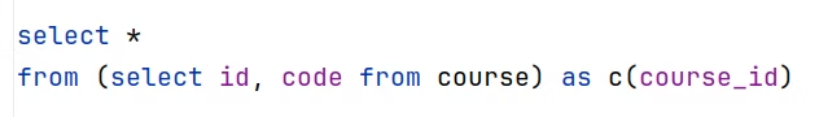 select *
from (select id, code from course) as c(course_id)